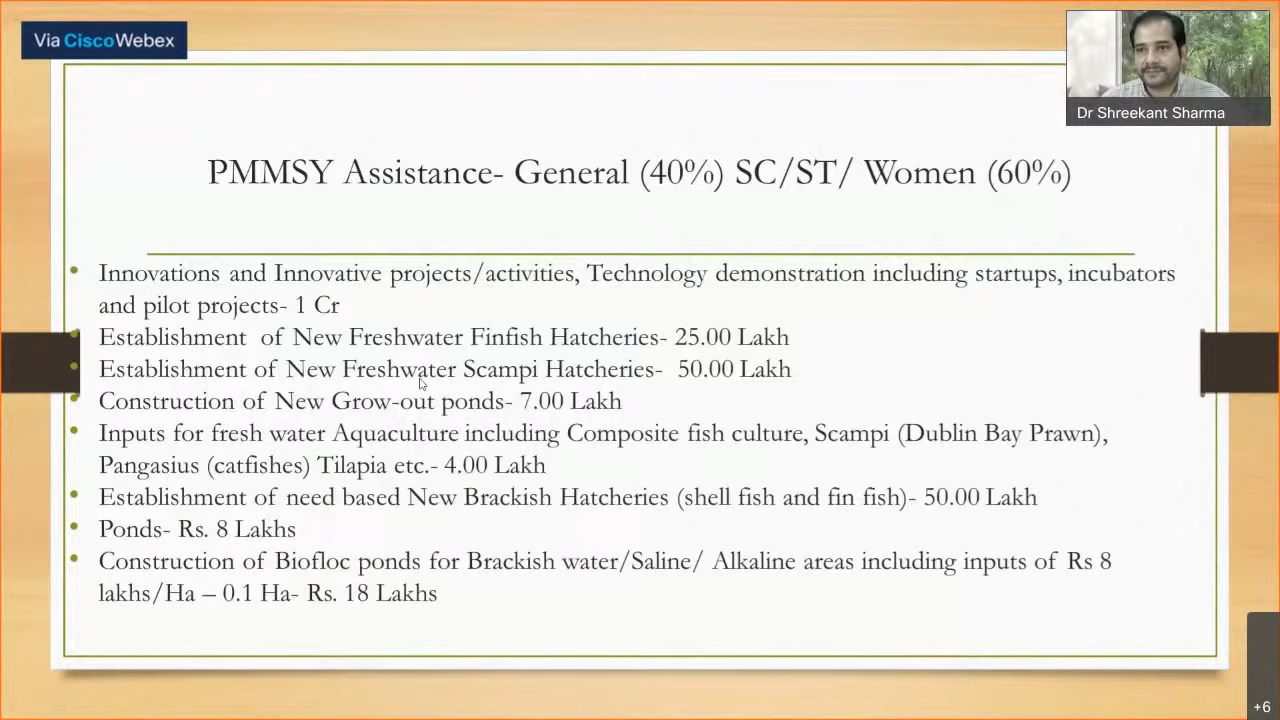 Via CiscoWebex
Dr Shreekant Sharma
PMMSY Assistance- General (40%) SC/ST/ Women (60%)
• Innovations and Innovative projects/activities, Technology demonstration including startups, incubators
and pilot projects- 1 Cr
• Establishment of New Freshwater Finfish Hatcheries- 25.00 Lakh
• Establishment of New Freshwater Scampi Hatcheries- 50.00 Lakh
• Construction of New Grow-out ponds- 7.00 Lakh
• Inputs for fresh water Aquaculture including Composite fish culture, Scampi (Dublin Bay Prawn),
Pangasius (catfishes) Tilapia etc.- 4.00 Lakh
• Establishment of need based New Brackish Hatcheries (shell fish and fin fish)- 50.00 Lakh
• Ponds- Rs. 8 Lakhs
• Construction of Biofloc ponds for Brackish water/Saline/ Alkaline areas including inputs of Rs 8
lakhs/Ha – 0.1 Ha- Rs. 18 Lakhs
+6